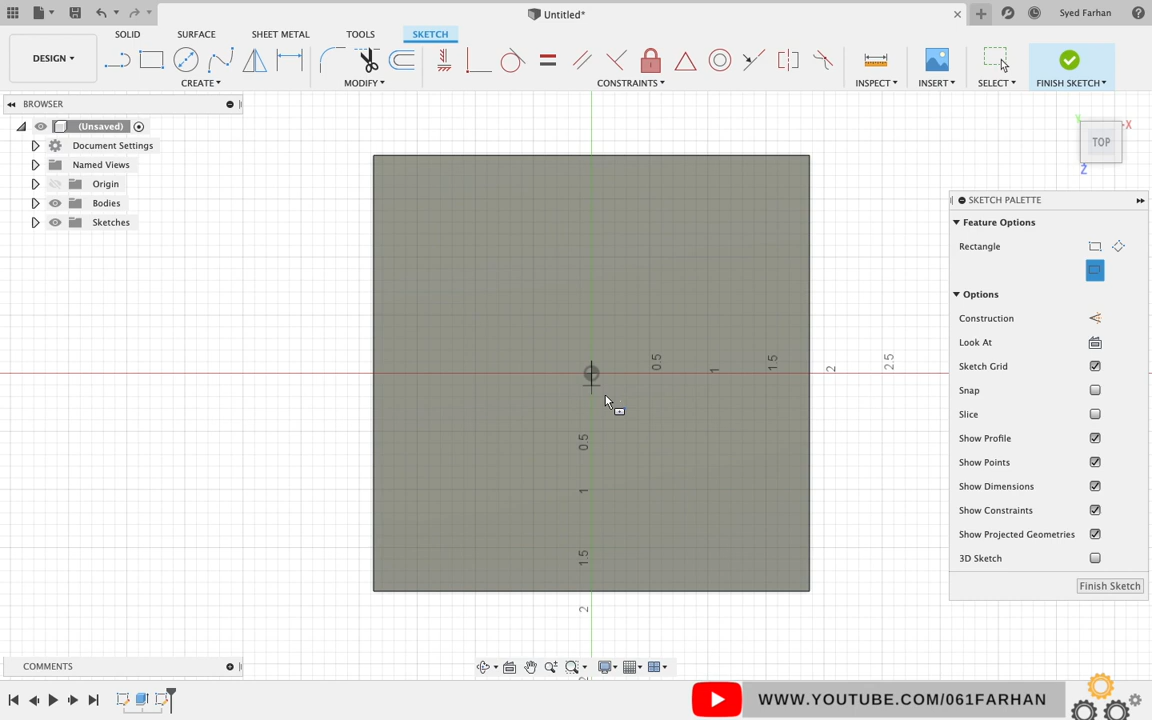 Untitled*
Syed Farhan
DESIGN
SOLID
SURFACE
SHEET METAL
TOOLS
SKETCH
CREATE
MODIFY
CONSTRAINTS
INSPECT
INSERT
SELECT
FINISH SKETCH
BROWSER
(Unsaved)
Document Settings
Named Views
Origin
Bodies
Sketches
TOP
X
Y
Z
0.5
1
1.5
2
2.5
0.5
1
1.5
2
SKETCH PALETTE
Feature Options
Rectangle
Options
Construction
Look At
Sketch Grid
Snap
Slice
Show Profile
Show Points
Show Dimensions
Show Constraints
Show Projected Geometries
3D Sketch
Finish Sketch
COMMENTS
WWW.YOUTUBE.COM/061FARHAN